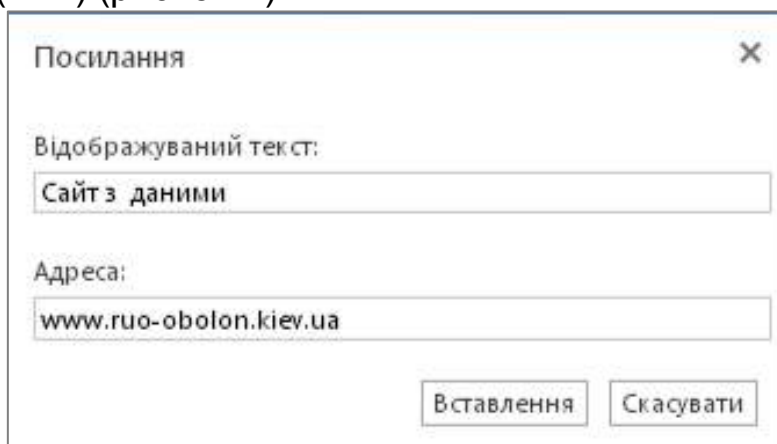 Посилання
Відображуваний текст:
Сайт з даними
Адреса:
www.ruo-obolon.kiev.ua
Вставлення Скасувати